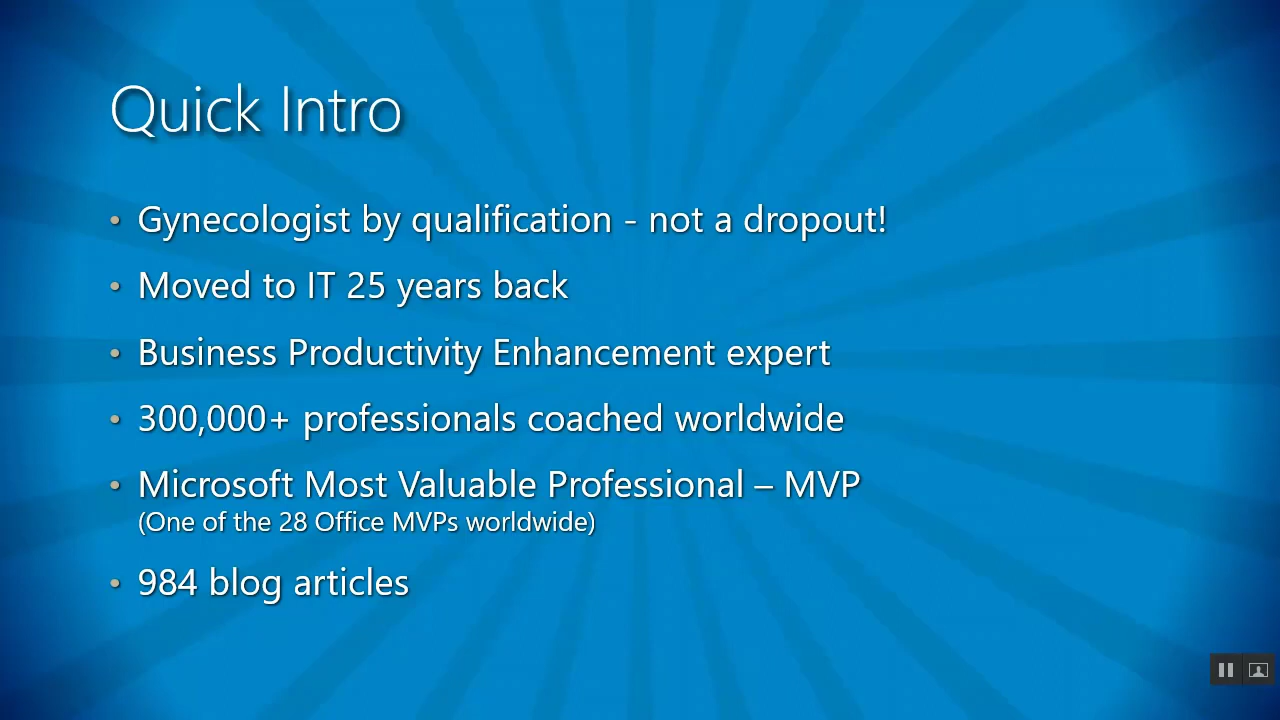 Quick Intro
• Gynecologist by qualification - not a dropout!
• Moved to IT 25 years back
• Business Productivity Enhancement expert
• 300,000+ professionals coached worldwide
• Microsoft Most Valuable Professional – MVP
(One of the 28 Office MVPs worldwide)
• 984 blog articles